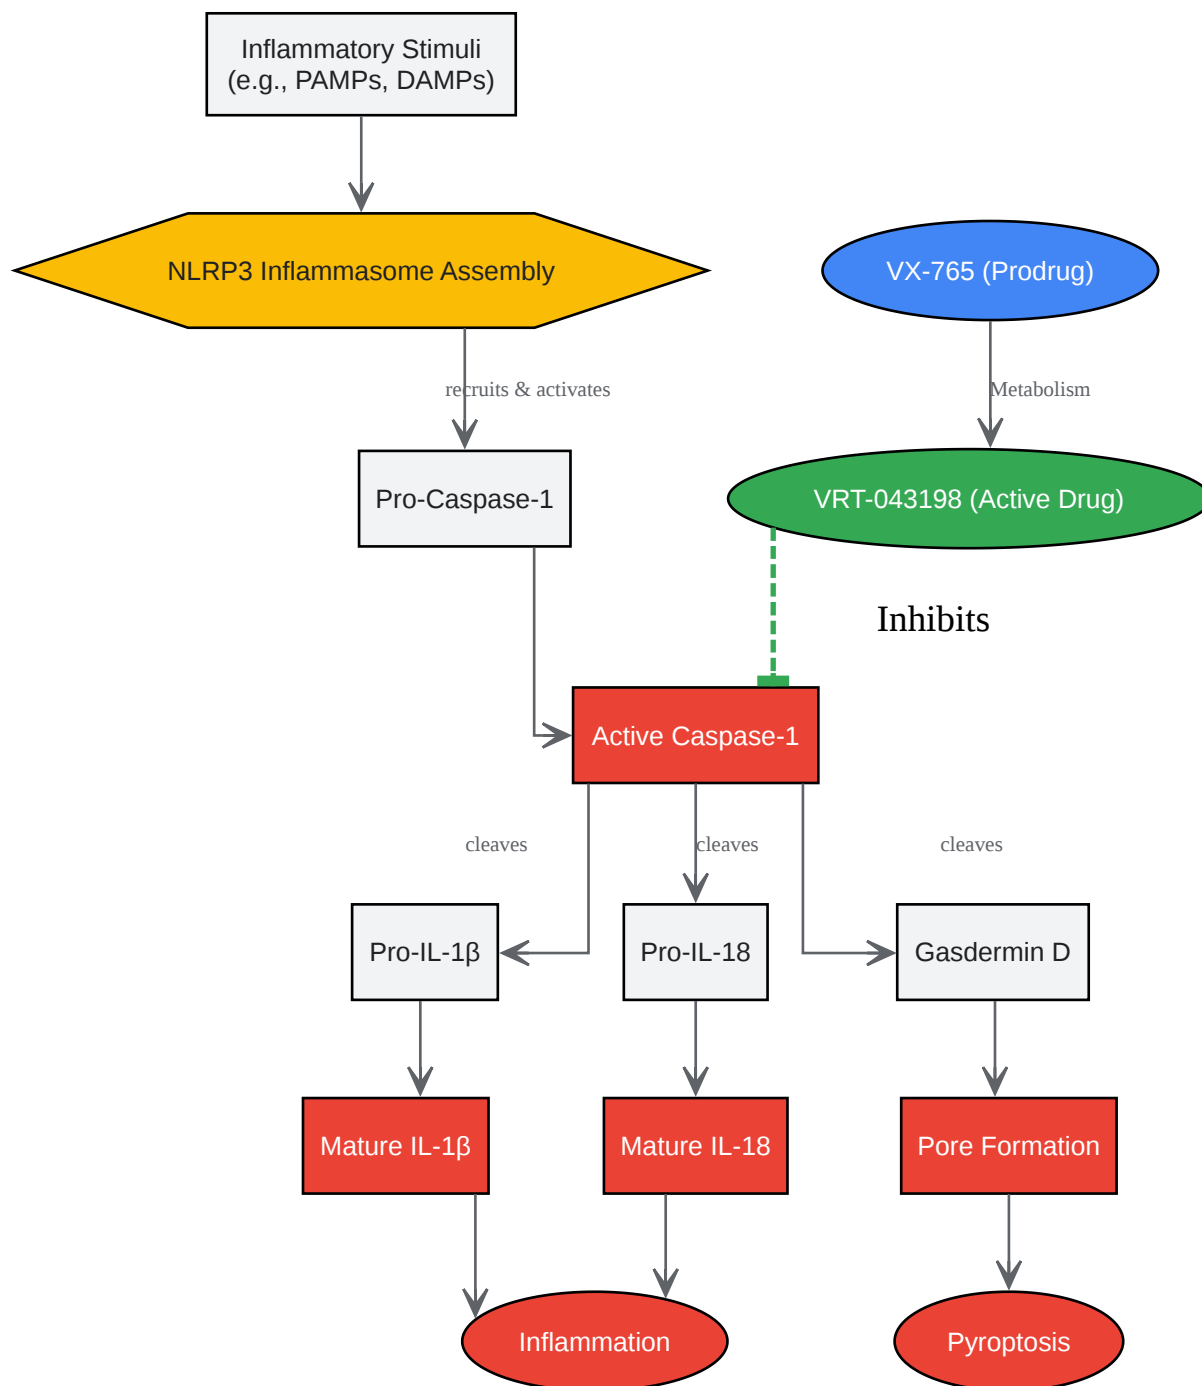 Inflammatory Stimuli
(e.g., PAMPs, DAMPs)
NLRP3 Inflammasome Assembly
VX-765 (Prodrug)
recruits & activates
Metabolism
Pro-Caspase-1
VRT-043198 (Active Drug)
Inhibits
Active Caspase-1
cleaves
cleaves
cleaves
Pro-IL-1β
Pro-IL-18
Gasdermin D
Mature IL-1β
Mature IL-18
Pore Formation
Inflammation
Pyroptosis